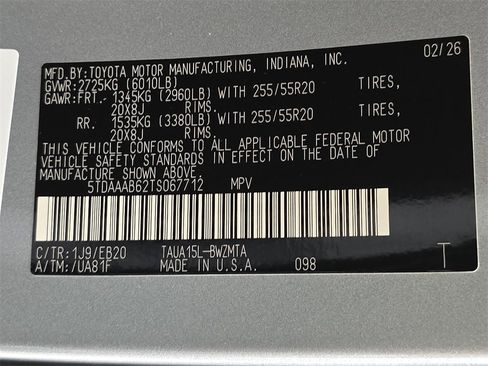 MFD.BY:TOYOTA MOTOR MANUFACTURING, INDIANA, INC.
02/26
GVWR:2725KG (6010LB)
GAWR:FRT. 1345KG (2960LB) WITH 255/55R20 TIRES,
20X8J RIMS.
RR. 1535KG (3380LB) WITH 255/55R20 TIRES,
20X8J RIMS.
THIS VEHICLE CONFORMS TO ALL APPLICABLE FEDERAL MOTOR
VEHICLE SAFETY STANDARDS IN EFFECT ON THE DATE OF
MANUFACTURE SHOWN ABOVE.
5TDAAAB62TS067712 MPV
C/TR:1J9/EB20 TAUA15L-BWZMTA
A/TM:/UA81F MADE IN U.S.A. 098 T